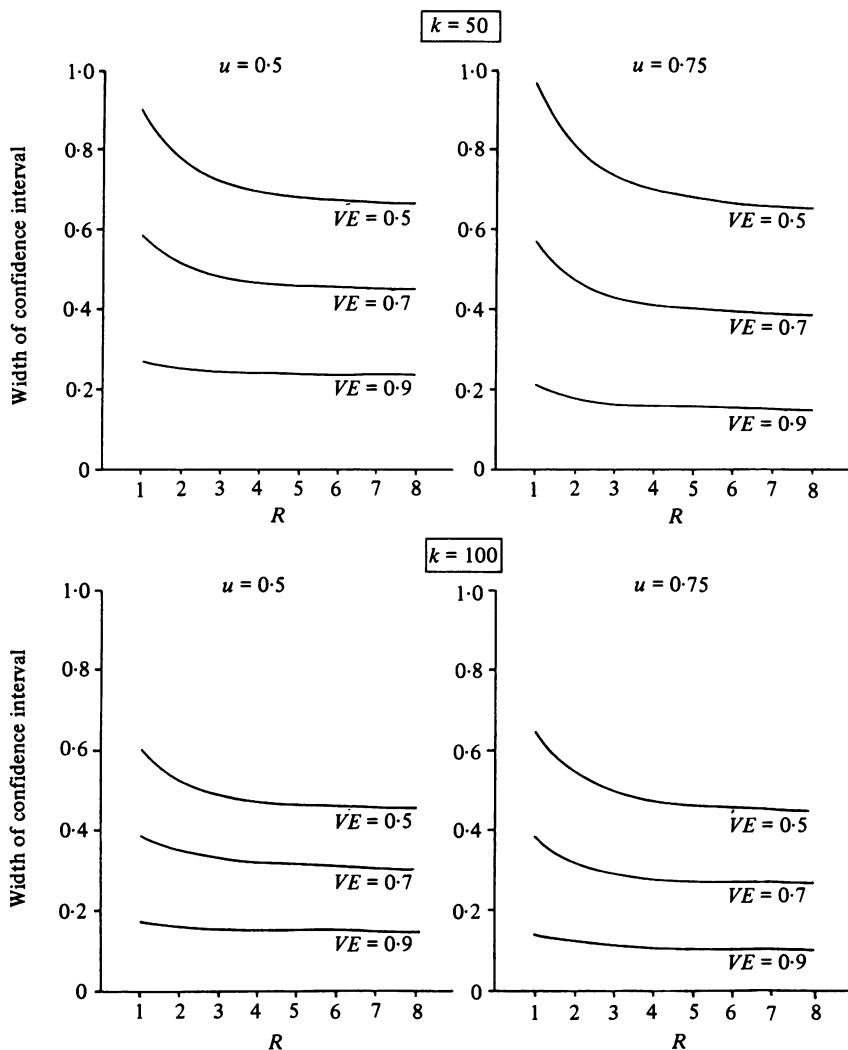 k = 50
u = 0·5
Width of confidence interval
1·0
0·8
0·6
0·4
0·2
0
VE = 0·5
VE = 0·7
VE = 0·9
1 2 3 4 5 6 7 8
R
u = 0·75
1·0
0·8
0·6
0·4
0·2
0
VE = 0·5
VE = 0·7
VE = 0·9
1 2 3 4 5 6 7 8
R
k = 100
u = 0·5
Width of confidence interval
1·0
0·8
0·6
0·4
0·2
0
VE = 0·5
VE = 0·7
VE = 0·9
1 2 3 4 5 6 7 8
R
u = 0·75
1·0
0·8
0·6
0·4
0·2
0
VE = 0·5
VE = 0·7
VE = 0·9
1 2 3 4 5 6 7 8
R